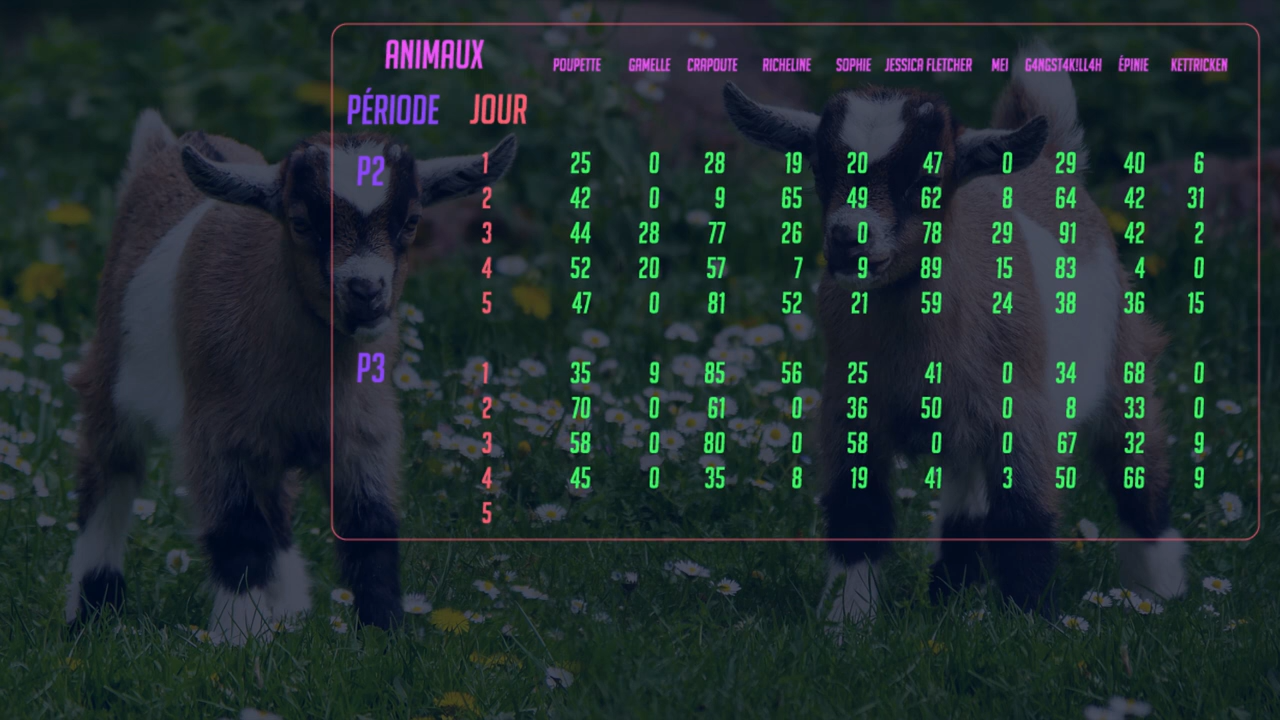 ANIMAUX POUPETTE GAMELLE CRAPOUTE RICHELINE SOPHIE JESSICA FLETCHER MEI G4NGST4K!LL4H ÉPINIE KETTRICKEN
PÉRIODE JOUR
P2 1 25 0 28 19 20 47 0 29 40 6
2 42 0 9 65 49 62 8 64 42 31
3 44 28 77 26 0 78 29 91 42 2
4 52 20 57 7 9 89 15 83 4 0
5 47 0 81 52 21 59 24 38 36 15
P3 1 35 9 85 56 25 41 0 34 68 0
2 70 0 61 0 36 50 0 8 33 0
3 58 0 80 0 58 0 0 67 32 9
4 45 0 35 8 19 41 3 50 66 9
5